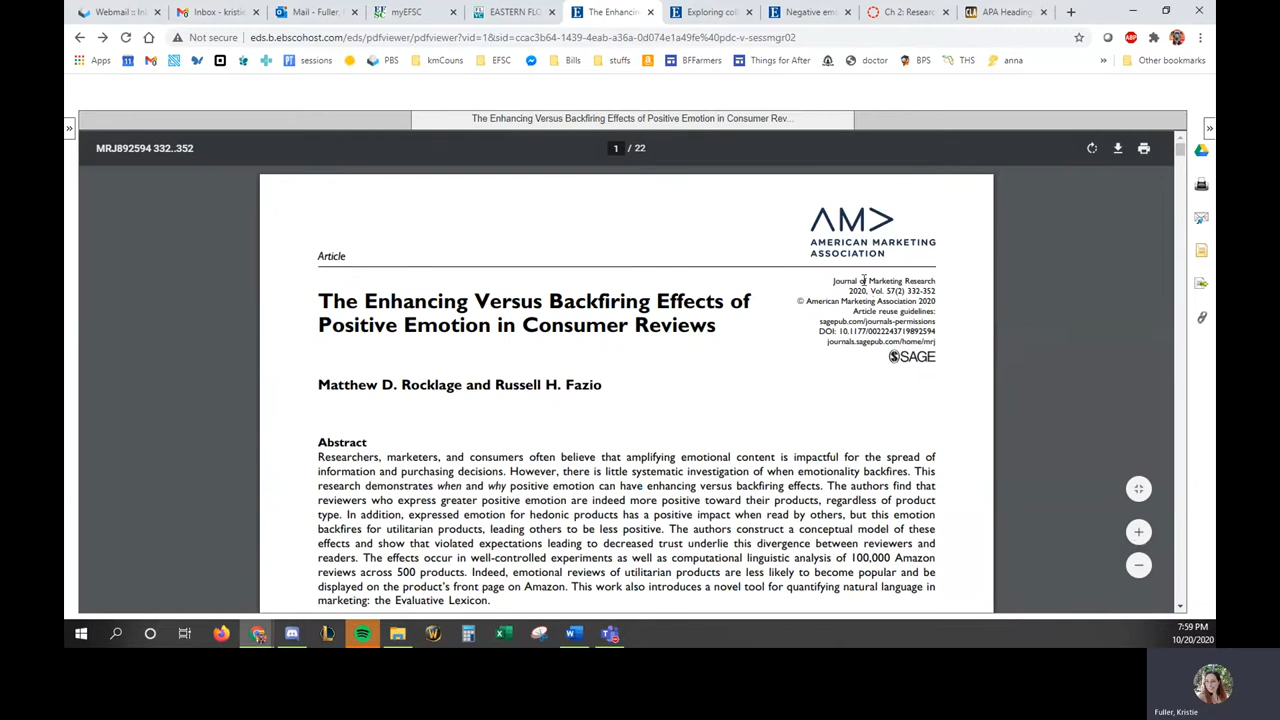 Webmail :: In
Inbox - kristie
Mail - Fuller,
myEFSC
EASTERN FLO
The Enhancin
Exploring coll
Negative emo
Ch 2: Researc
APA Heading
Not secure
eds.b.ebscohost.com/eds/pdfviewer/pdfviewer?vid=1&sid=ccac3b64-1439-4eab-a36a-0d074e1a49fe%40pdc-v-sessmgr02
Apps
sessions
PBS
kmCouns
EFSC
Bills
stuffs
BFFarmers
Things for After
doctor
BPS
THS
anna
Other bookmarks
The Enhancing Versus Backfiring Effects of Positive Emotion in Consumer Rev...
MRJ892594 332..352
1 / 22
AMA
AMERICAN MARKETING
ASSOCIATION
Article
Journal of Marketing Research
2020, Vol. 57(2) 332-352
© American Marketing Association 2020
Article reuse guidelines:
sagepub.com/journals-permissions
DOI: 10.1177/0022243719892594
journals.sagepub.com/home/mrj
SAGE
The Enhancing Versus Backfiring Effects of
Positive Emotion in Consumer Reviews
Matthew D. Rocklage and Russell H. Fazio
Abstract
Researchers, marketers, and consumers often believe that amplifying emotional content is impactful for the spread of
information and purchasing decisions. However, there is little systematic investigation of when emotionality backfires. This
research demonstrates when and why positive emotion can have enhancing versus backfiring effects. The authors find that
reviewers who express greater positive emotion are indeed more positive toward their products, regardless of product
type. In addition, expressed emotion for hedonic products has a positive impact when read by others, but this emotion
backfires for utilitarian products, leading others to be less positive. The authors construct a conceptual model of these
effects and show that violated expectations leading to decreased trust underlie this divergence between reviewers and
readers. The effects occur in well-controlled experiments as well as computational linguistic analysis of 100,000 Amazon
reviews across 500 products. Indeed, emotional reviews of utilitarian products are less likely to become popular and be
displayed on the product's front page on Amazon. This work also introduces a novel tool for quantifying natural language in
marketing: the Evaluative Lexicon.
7:59 PM
10/20/2020
Fuller, Kristie